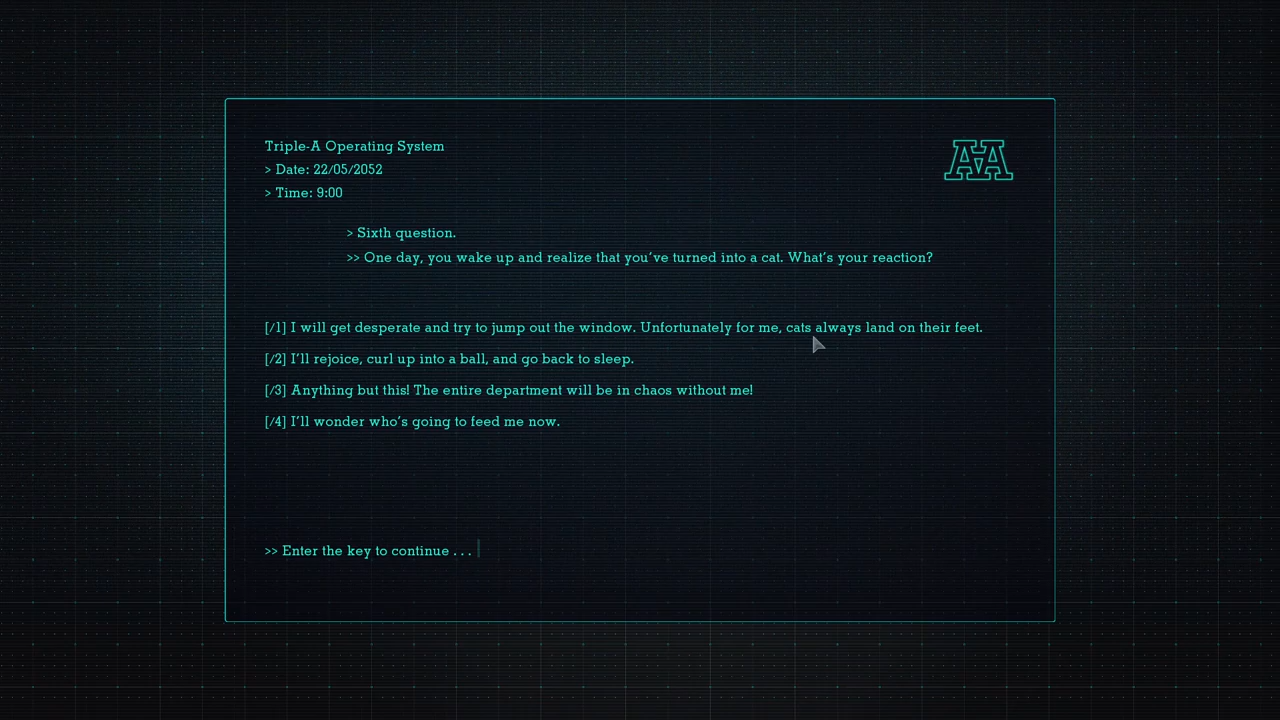 Triple-A Operating System
> Date: 22/05/2052
> Time: 9:00
AA
> Sixth question.
>> One day, you wake up and realize that you've turned into a cat. What's your reaction?
[/1] I will get desperate and try to jump out the window. Unfortunately for me, cats always land on their feet.
[/2] I'll rejoice, curl up into a ball, and go back to sleep.
[/3] Anything but this! The entire department will be in chaos without me!
[/4] I'll wonder who's going to feed me now.
>> Enter the key to continue . . .